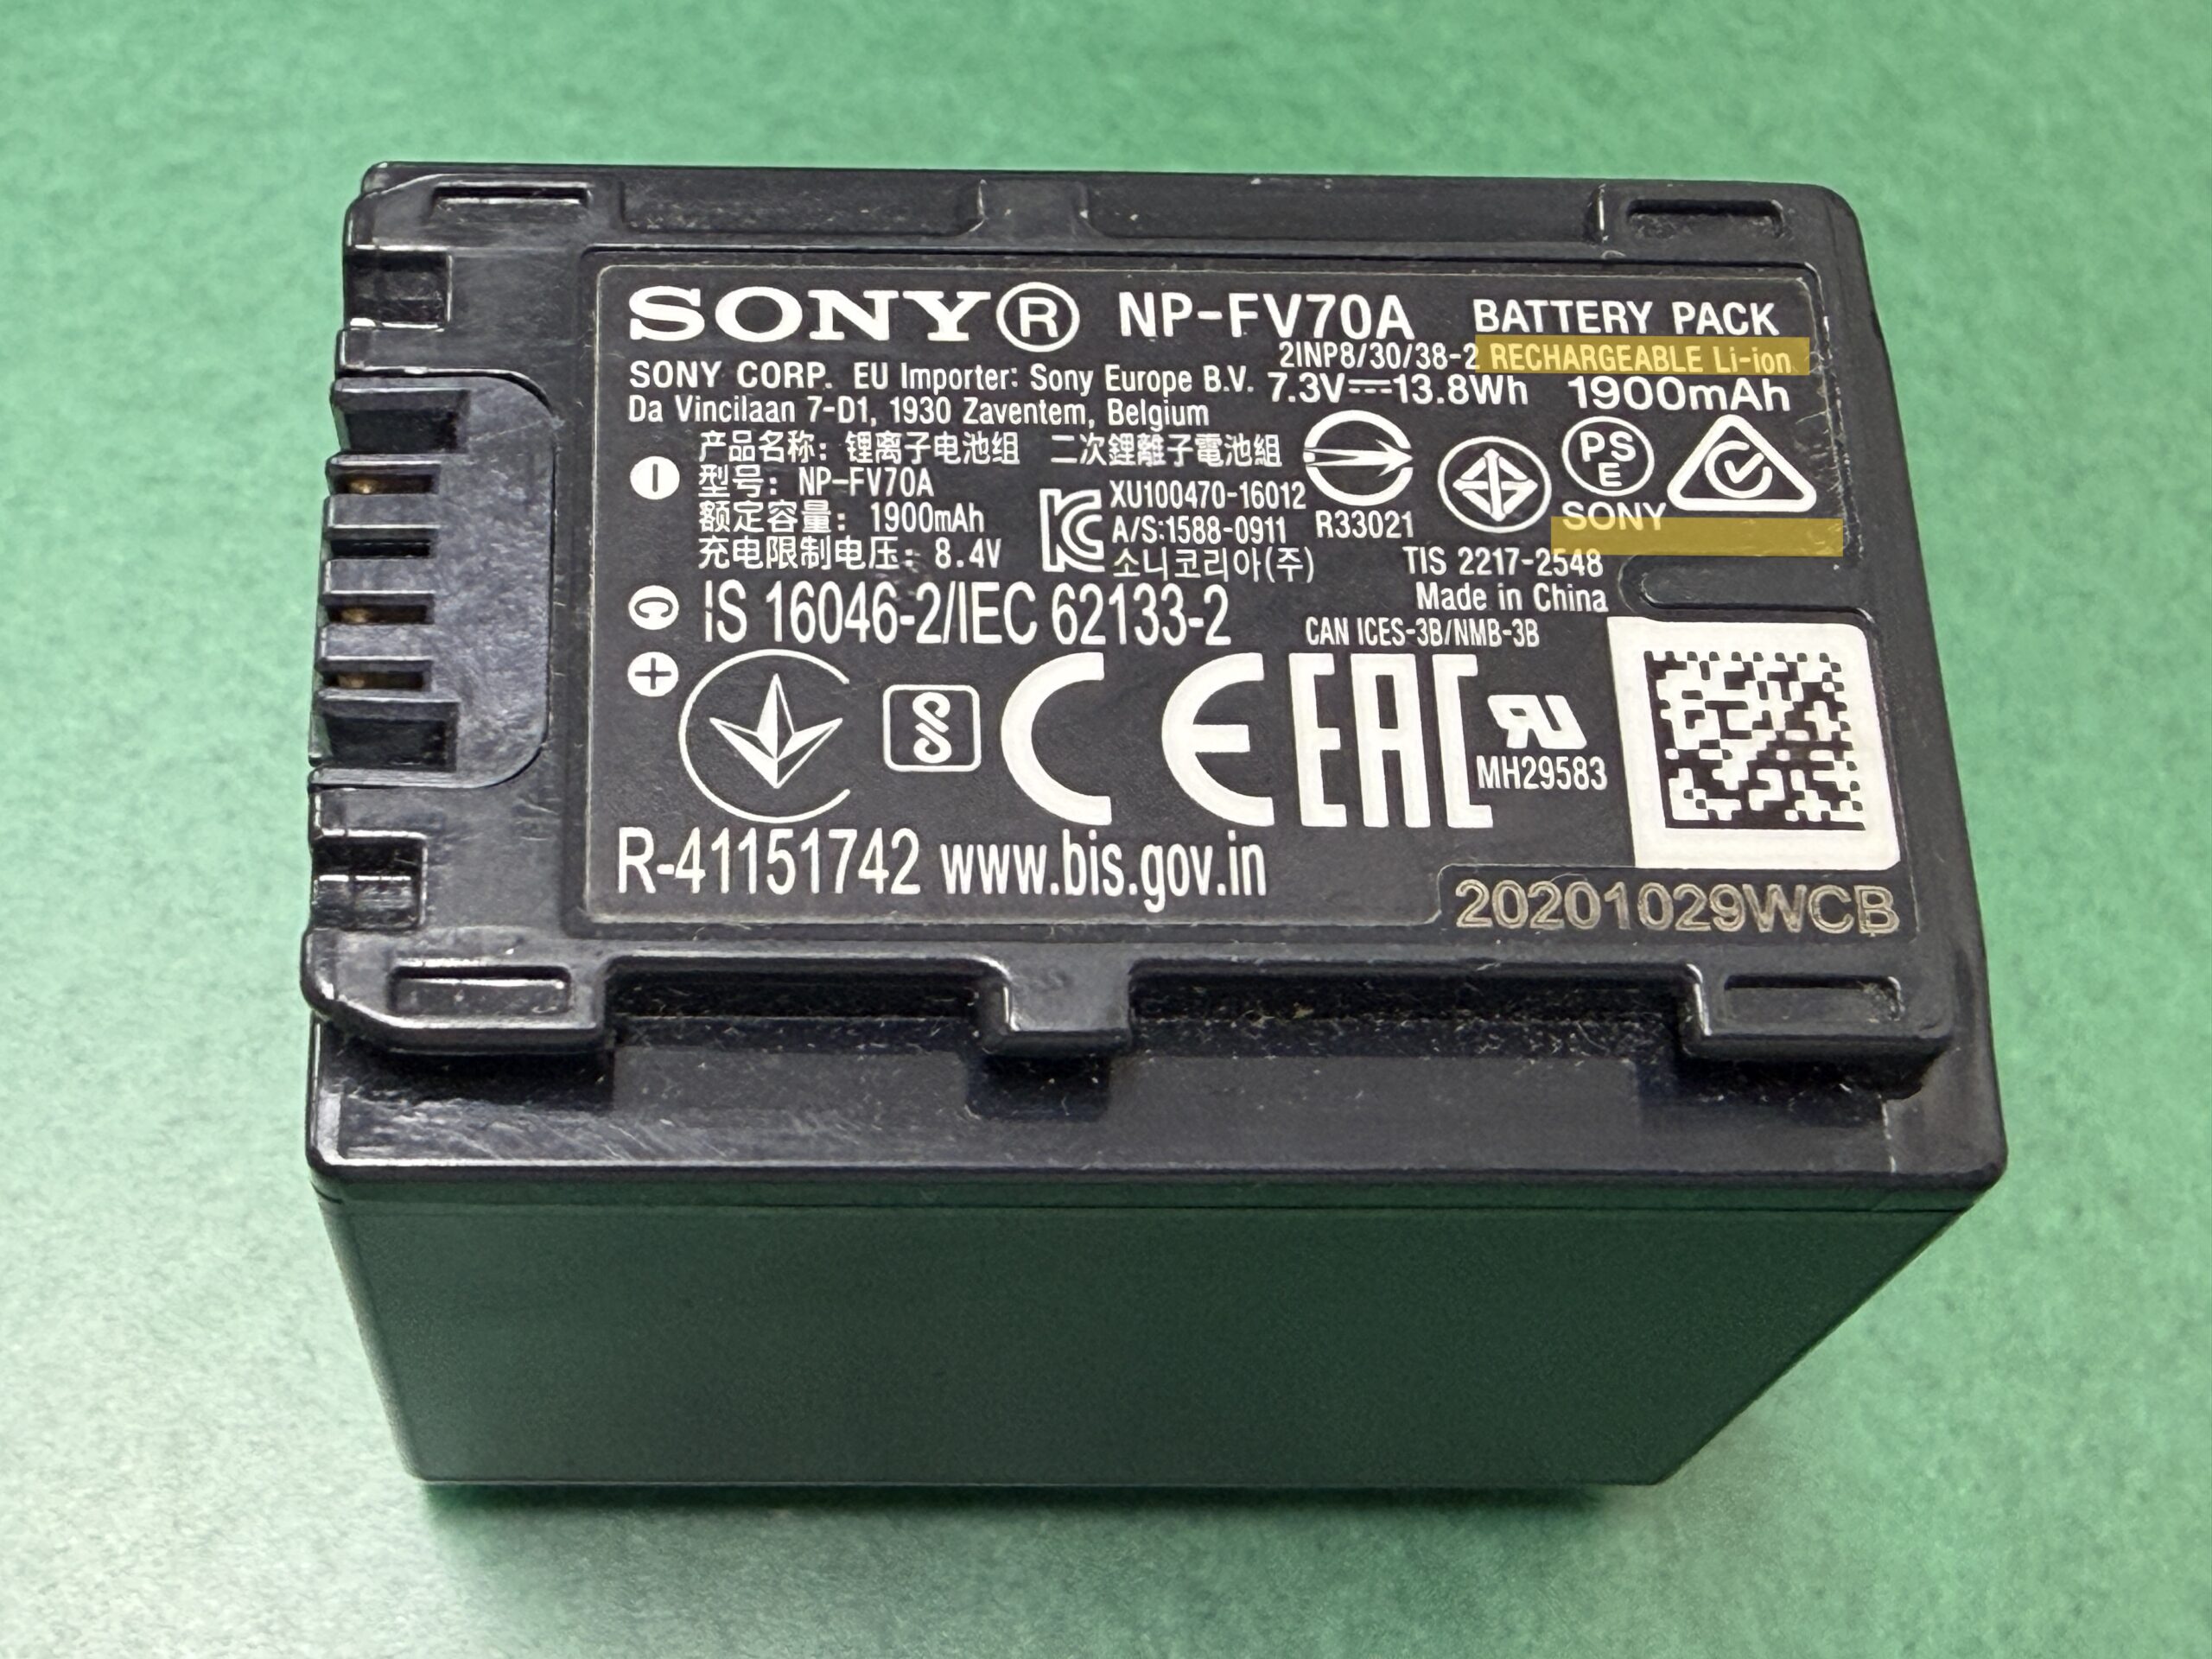 SONY® NP-FV70A BATTERY PACK
2INP8/30/38-2 RECHARGEABLE Li-ion
SONY CORP. EU Importer: Sony Europe B.V. 7.3V⎓13.8Wh 1900mAh
Da Vincilaan 7-D1, 1930 Zaventem, Belgium
产品名称: 锂离子电池组 二次鋰離子電池組
型号: NP-FV70A
额定容量: 1900mAh
充电限制电压: 8.4V
XU100470-16012
A/S:1588-0911
소니코리아(주)
R33021
PS
E
SONY
TIS 2217-2548
Made in China
IS 16046-2/IEC 62133-2
CAN ICES-3B/NMB-3B
CE EAC
MH29583
R-41151742 www.bis.gov.in
20201029WCB